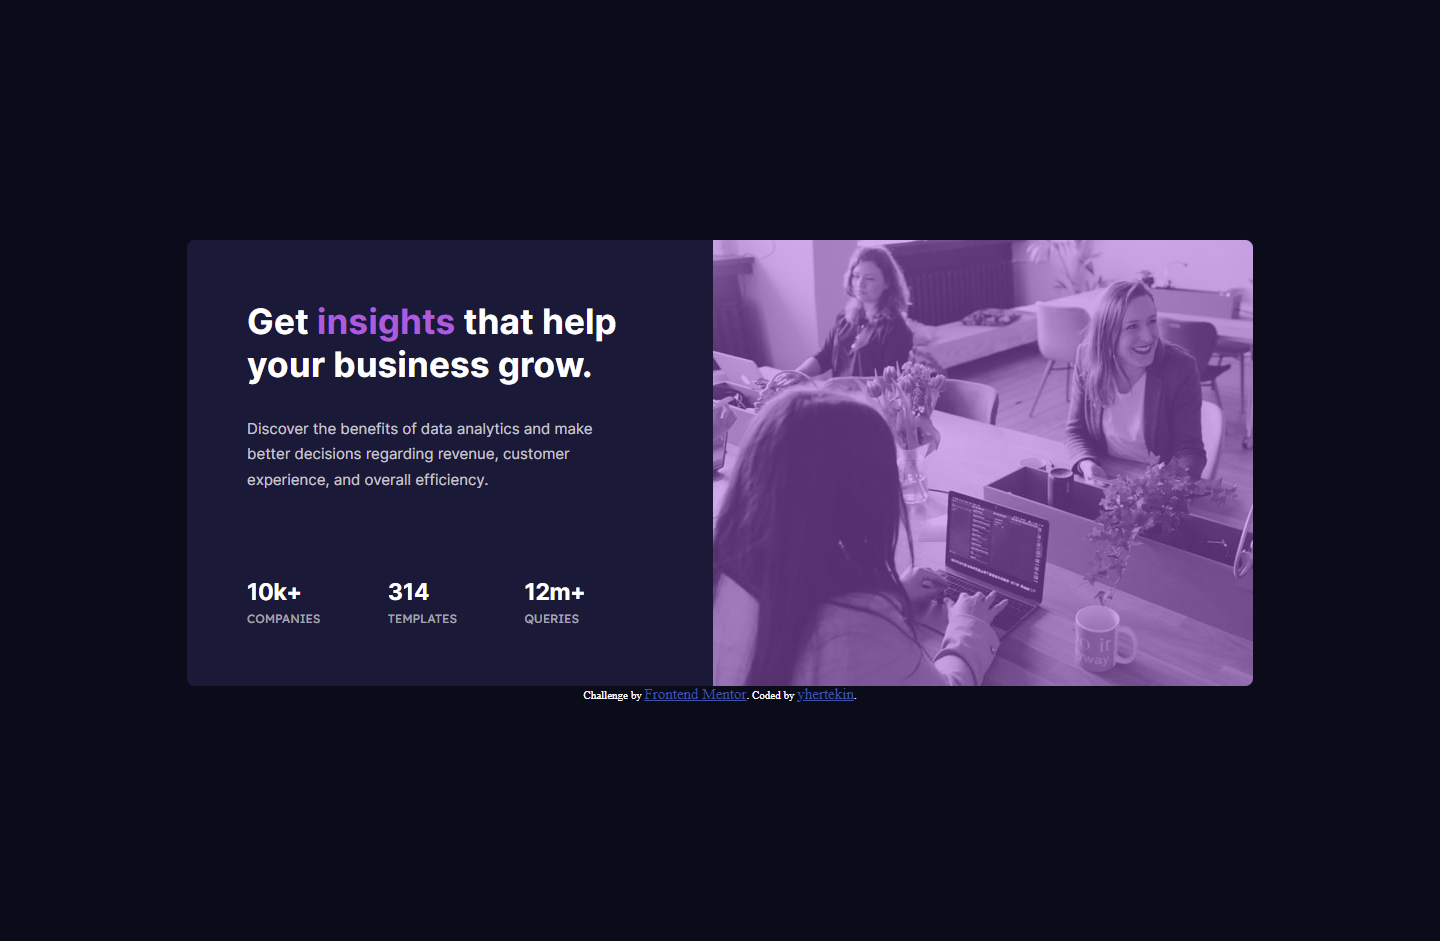 Get insights that help
your business grow.
Discover the benefits of data analytics and make
better decisions regarding revenue, customer
experience, and overall efficiency.
10k+ 314 12m+
COMPANIES TEMPLATES QUERIES
Challenge by Frontend Mentor. Coded by yhertekin.